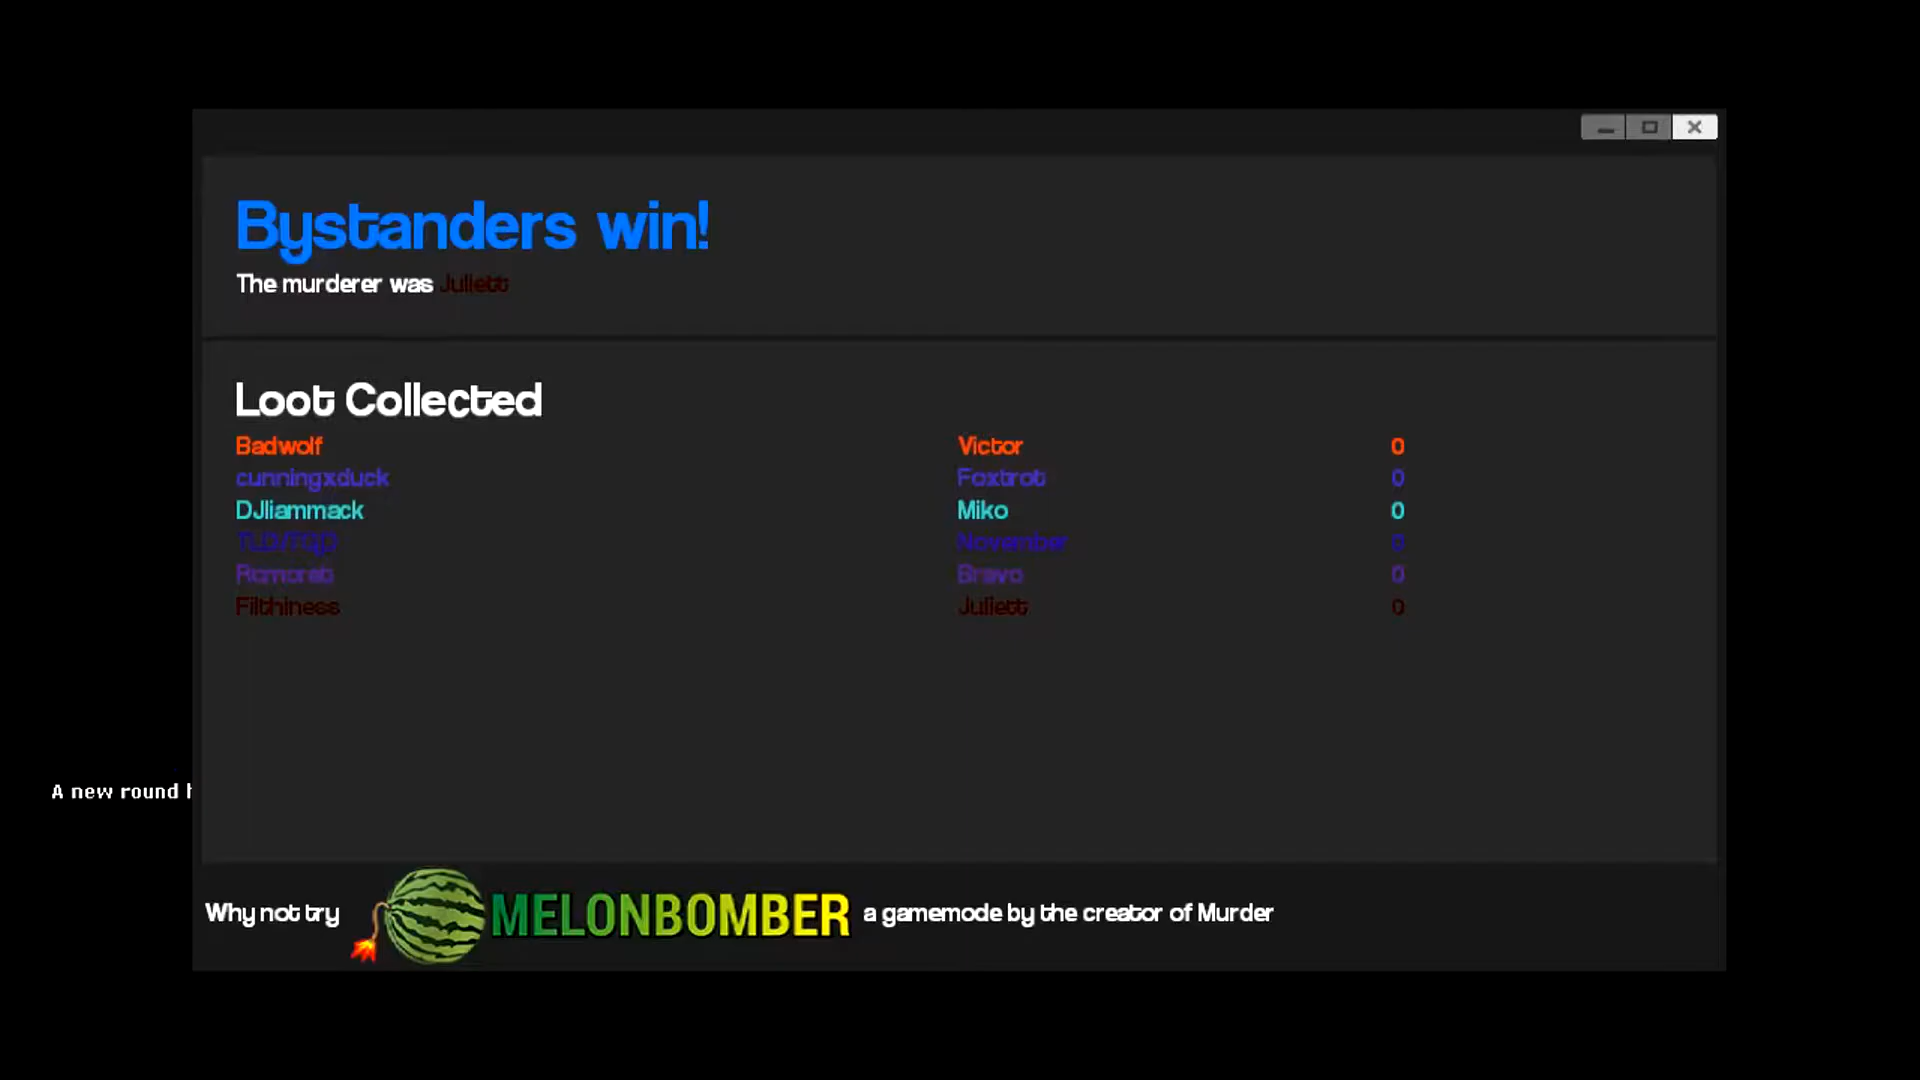 Bystanders win!
The murderer was Juliett
Loot Collected
Badwolf Victor 0
cunningxduck Foxtrot 0
DJliammack Miko 0
November 0
Bravo 0
Filthiness Juliett 0
A new round h
Why not try MELONBOMBER a gamemode by the creator of Murder